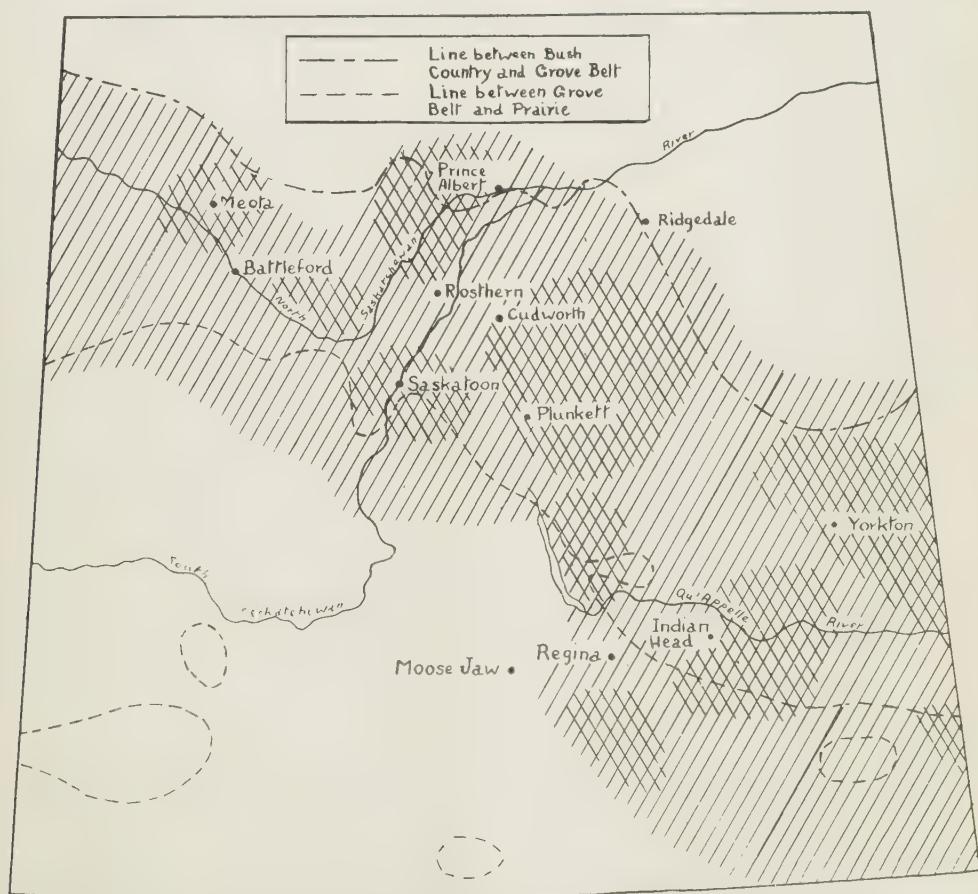 Line between Bush
Country and Grove Belt
Line between Grove
Belt and Prairie
River
Prince
Albert
Meota
Ridgedale
Battleford
North
Saskatchewan
Rosthern
Cudworth
Saskatoon
Plunkett
Yorkton
South
Qu'Appelle
River
Indian
Head
Regina
Moose Jaw